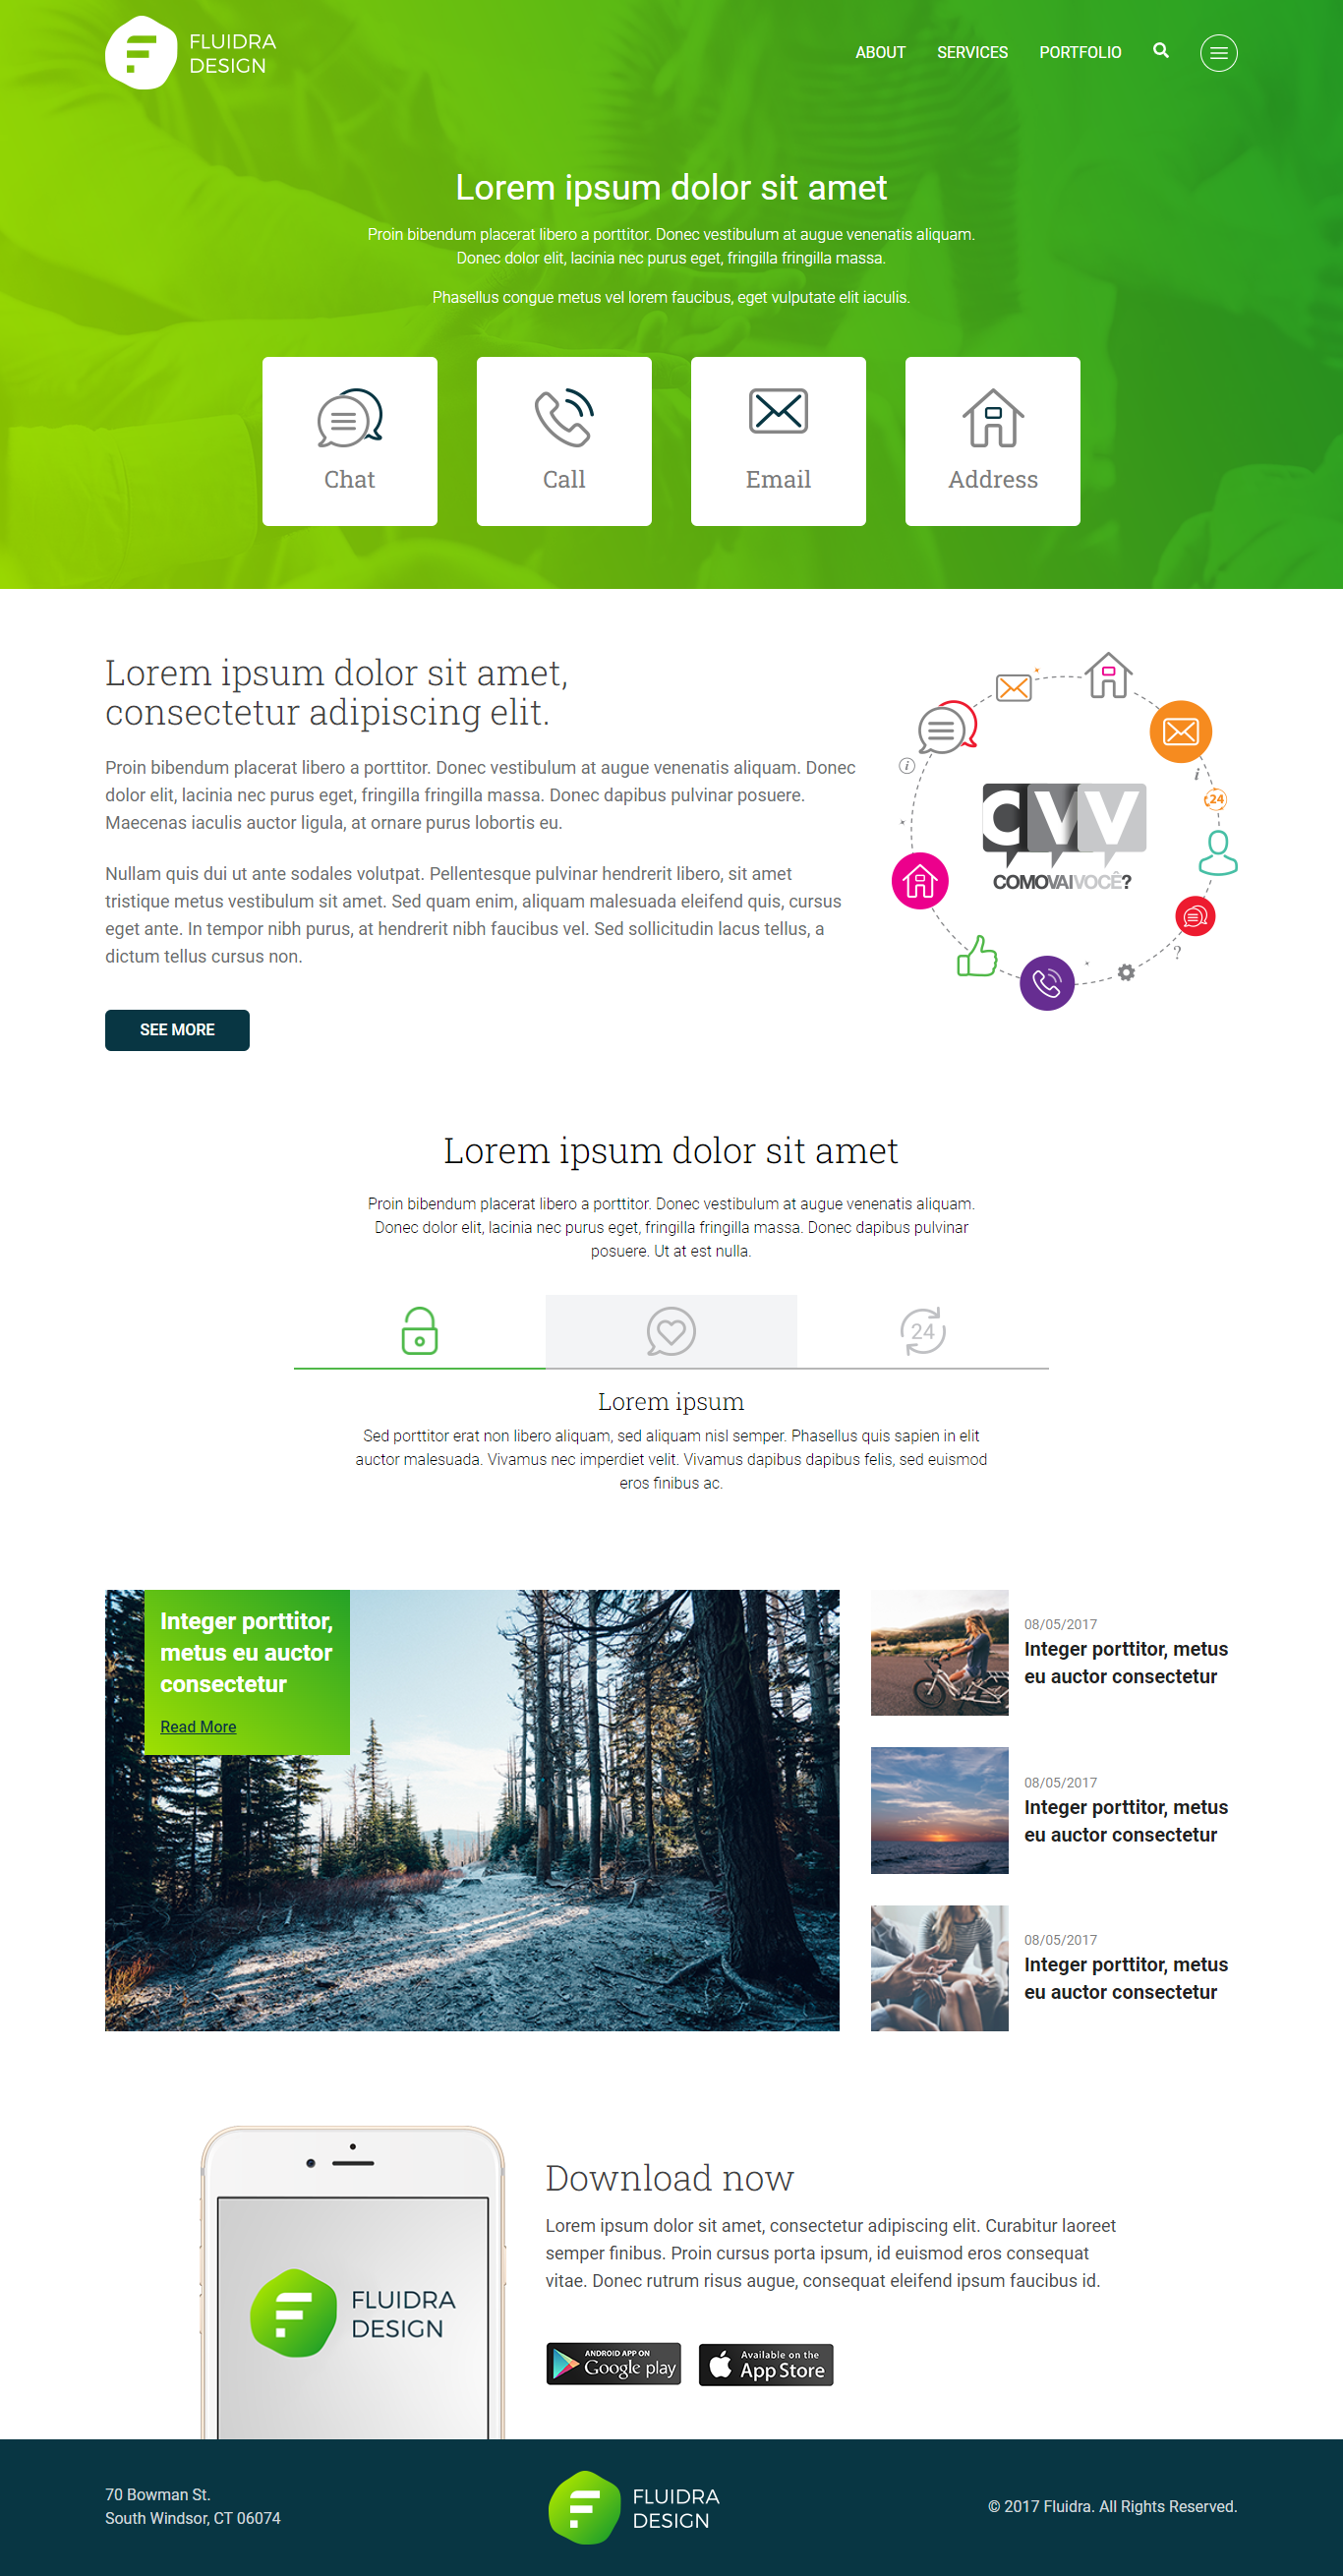 FLUIDRA
DESIGN
ABOUT SERVICES PORTFOLIO
Lorem ipsum dolor sit amet
Proin bibendum placerat libero a porttitor. Donec vestibulum at augue venenatis aliquam.
Donec dolor elit, lacinia nec purus eget, fringilla fringilla massa.
Phasellus congue metus vel lorem faucibus, eget vulputate elit iaculis.
Chat
Call
Email
Address
Lorem ipsum dolor sit amet,
consectetur adipiscing elit.
Proin bibendum placerat libero a porttitor. Donec vestibulum at augue venenatis aliquam. Donec
dolor elit, lacinia nec purus eget, fringilla fringilla massa. Donec dapibus pulvinar posuere.
Maecenas iaculis auctor ligula, at ornare purus lobortis eu.
Nullam quis dui ut ante sodales volutpat. Pellentesque pulvinar hendrerit libero, sit amet
tristique metus vestibulum sit amet. Sed quam enim, aliquam malesuada eleifend quis, cursus
eget ante. In tempor nibh purus, at hendrerit nibh faucibus vel. Sed sollicitudin lacus tellus, a
dictum tellus cursus non.
SEE MORE
i
i
24
CVV
COMOVAIVOCÊ?
?
Lorem ipsum dolor sit amet
Proin bibendum placerat libero a porttitor. Donec vestibulum at augue venenatis aliquam.
Donec dolor elit, lacinia nec purus eget, fringilla fringilla massa. Donec dapibus pulvinar
posuere. Ut at est nulla.
24
Lorem ipsum
Sed porttitor erat non libero aliquam, sed aliquam nisl semper. Phasellus quis sapien in elit
auctor malesuada. Vivamus nec imperdiet velit. Vivamus dapibus dapibus felis, sed euismod
eros finibus ac.
Integer porttitor,
metus eu auctor
consectetur
Read More
08/05/2017
Integer porttitor, metus
eu auctor consectetur
08/05/2017
Integer porttitor, metus
eu auctor consectetur
08/05/2017
Integer porttitor, metus
eu auctor consectetur
FLUIDRA
DESIGN
Download now
Lorem ipsum dolor sit amet, consectetur adipiscing elit. Curabitur laoreet
semper finibus. Proin cursus porta ipsum, id euismod eros consequat
vitae. Donec rutrum risus augue, consequat eleifend ipsum faucibus id.
ANDROID APP ON
Google play
Available on the
App Store
70 Bowman St.
South Windsor, CT 06074
FLUIDRA
DESIGN
© 2017 Fluidra. All Rights Reserved.